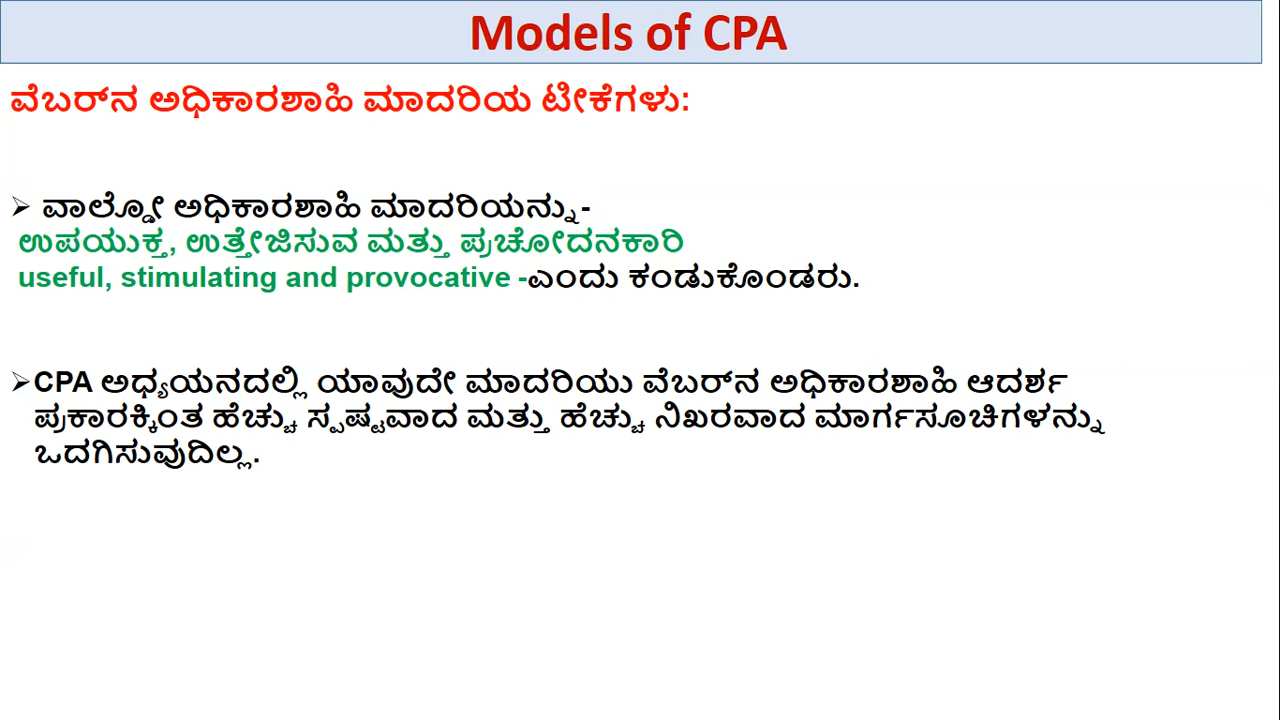 Models of CPA
ವೆಬರ್‌ನ ಅಧಿಕಾರಶಾಹಿ ಮಾದರಿಯ ಟೀಕೆಗಳು:
➢ ವಾಲ್ಡೋ ಅಧಿಕಾರಶಾಹಿ ಮಾದರಿಯನ್ನು-
ಉಪಯುಕ್ತ, ಉತ್ತೇಜಿಸುವ ಮತ್ತು ಪ್ರಚೋದನಕಾರಿ
useful, stimulating and provocative -ಎಂದು ಕಂಡುಕೊಂಡರು.
➢CPA ಅಧ್ಯಯನದಲ್ಲಿ ಯಾವುದೇ ಮಾದರಿಯು ವೆಬರ್‌ನ ಅಧಿಕಾರಶಾಹಿ ಆದರ್ಶ
ಪ್ರಕಾರಕ್ಕಿಂತ ಹೆಚ್ಚು ಸ್ಪಷ್ಟವಾದ ಮತ್ತು ಹೆಚ್ಚು ನಿಖರವಾದ ಮಾರ್ಗಸೂಚಿಗಳನ್ನು
ಒದಗಿಸುವುದಿಲ್ಲ.